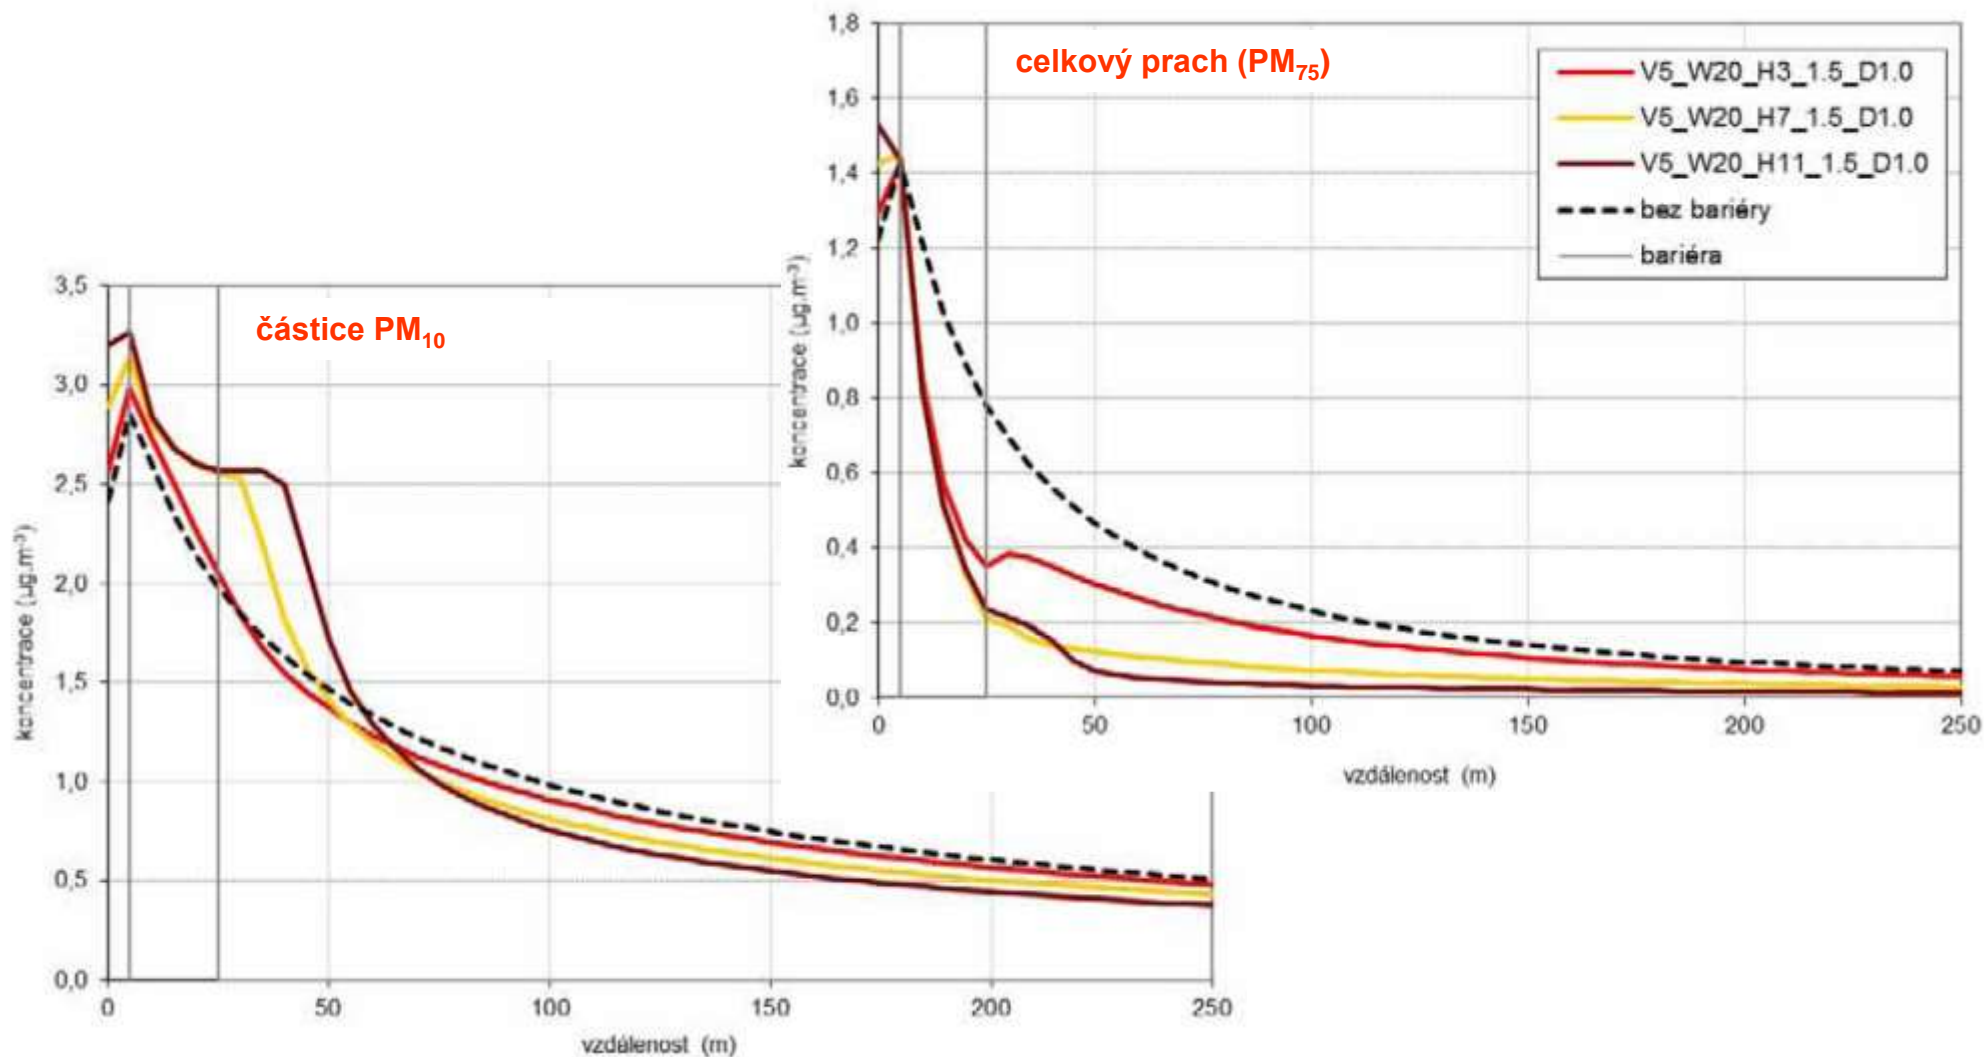 částice PM₁₀
koncentrace (µg.m⁻³)
3,5
3,0
2,5
2,0
1,5
1,0
0,5
0,0
0 50 100 150 200 250
vzdálenost (m)
celkový prach (PM₇₅)
koncentrace (µg.m⁻³)
1,8
1,6
1,4
1,2
1,0
0,8
0,6
0,4
0,2
0,0
0 50 100 150 200 250
vzdálenost (m)
V5_W20_H3_1.5_D1.0
V5_W20_H7_1.5_D1.0
V5_W20_H11_1.5_D1.0
bez bariéry
bariéra